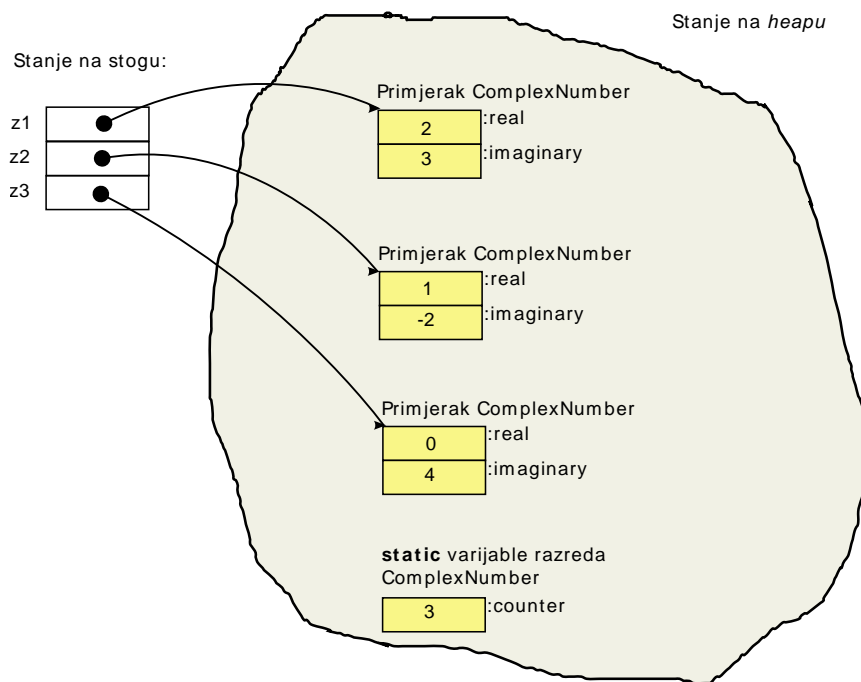 Stanje na heapu
Stanje na stogu:
z1
z2
z3
Primjerak ComplexNumber
2 :real
3 :imaginary
Primjerak ComplexNumber
1 :real
-2 :imaginary
Primjerak ComplexNumber
0 :real
4 :imaginary
static varijable razreda
ComplexNumber
3 :counter